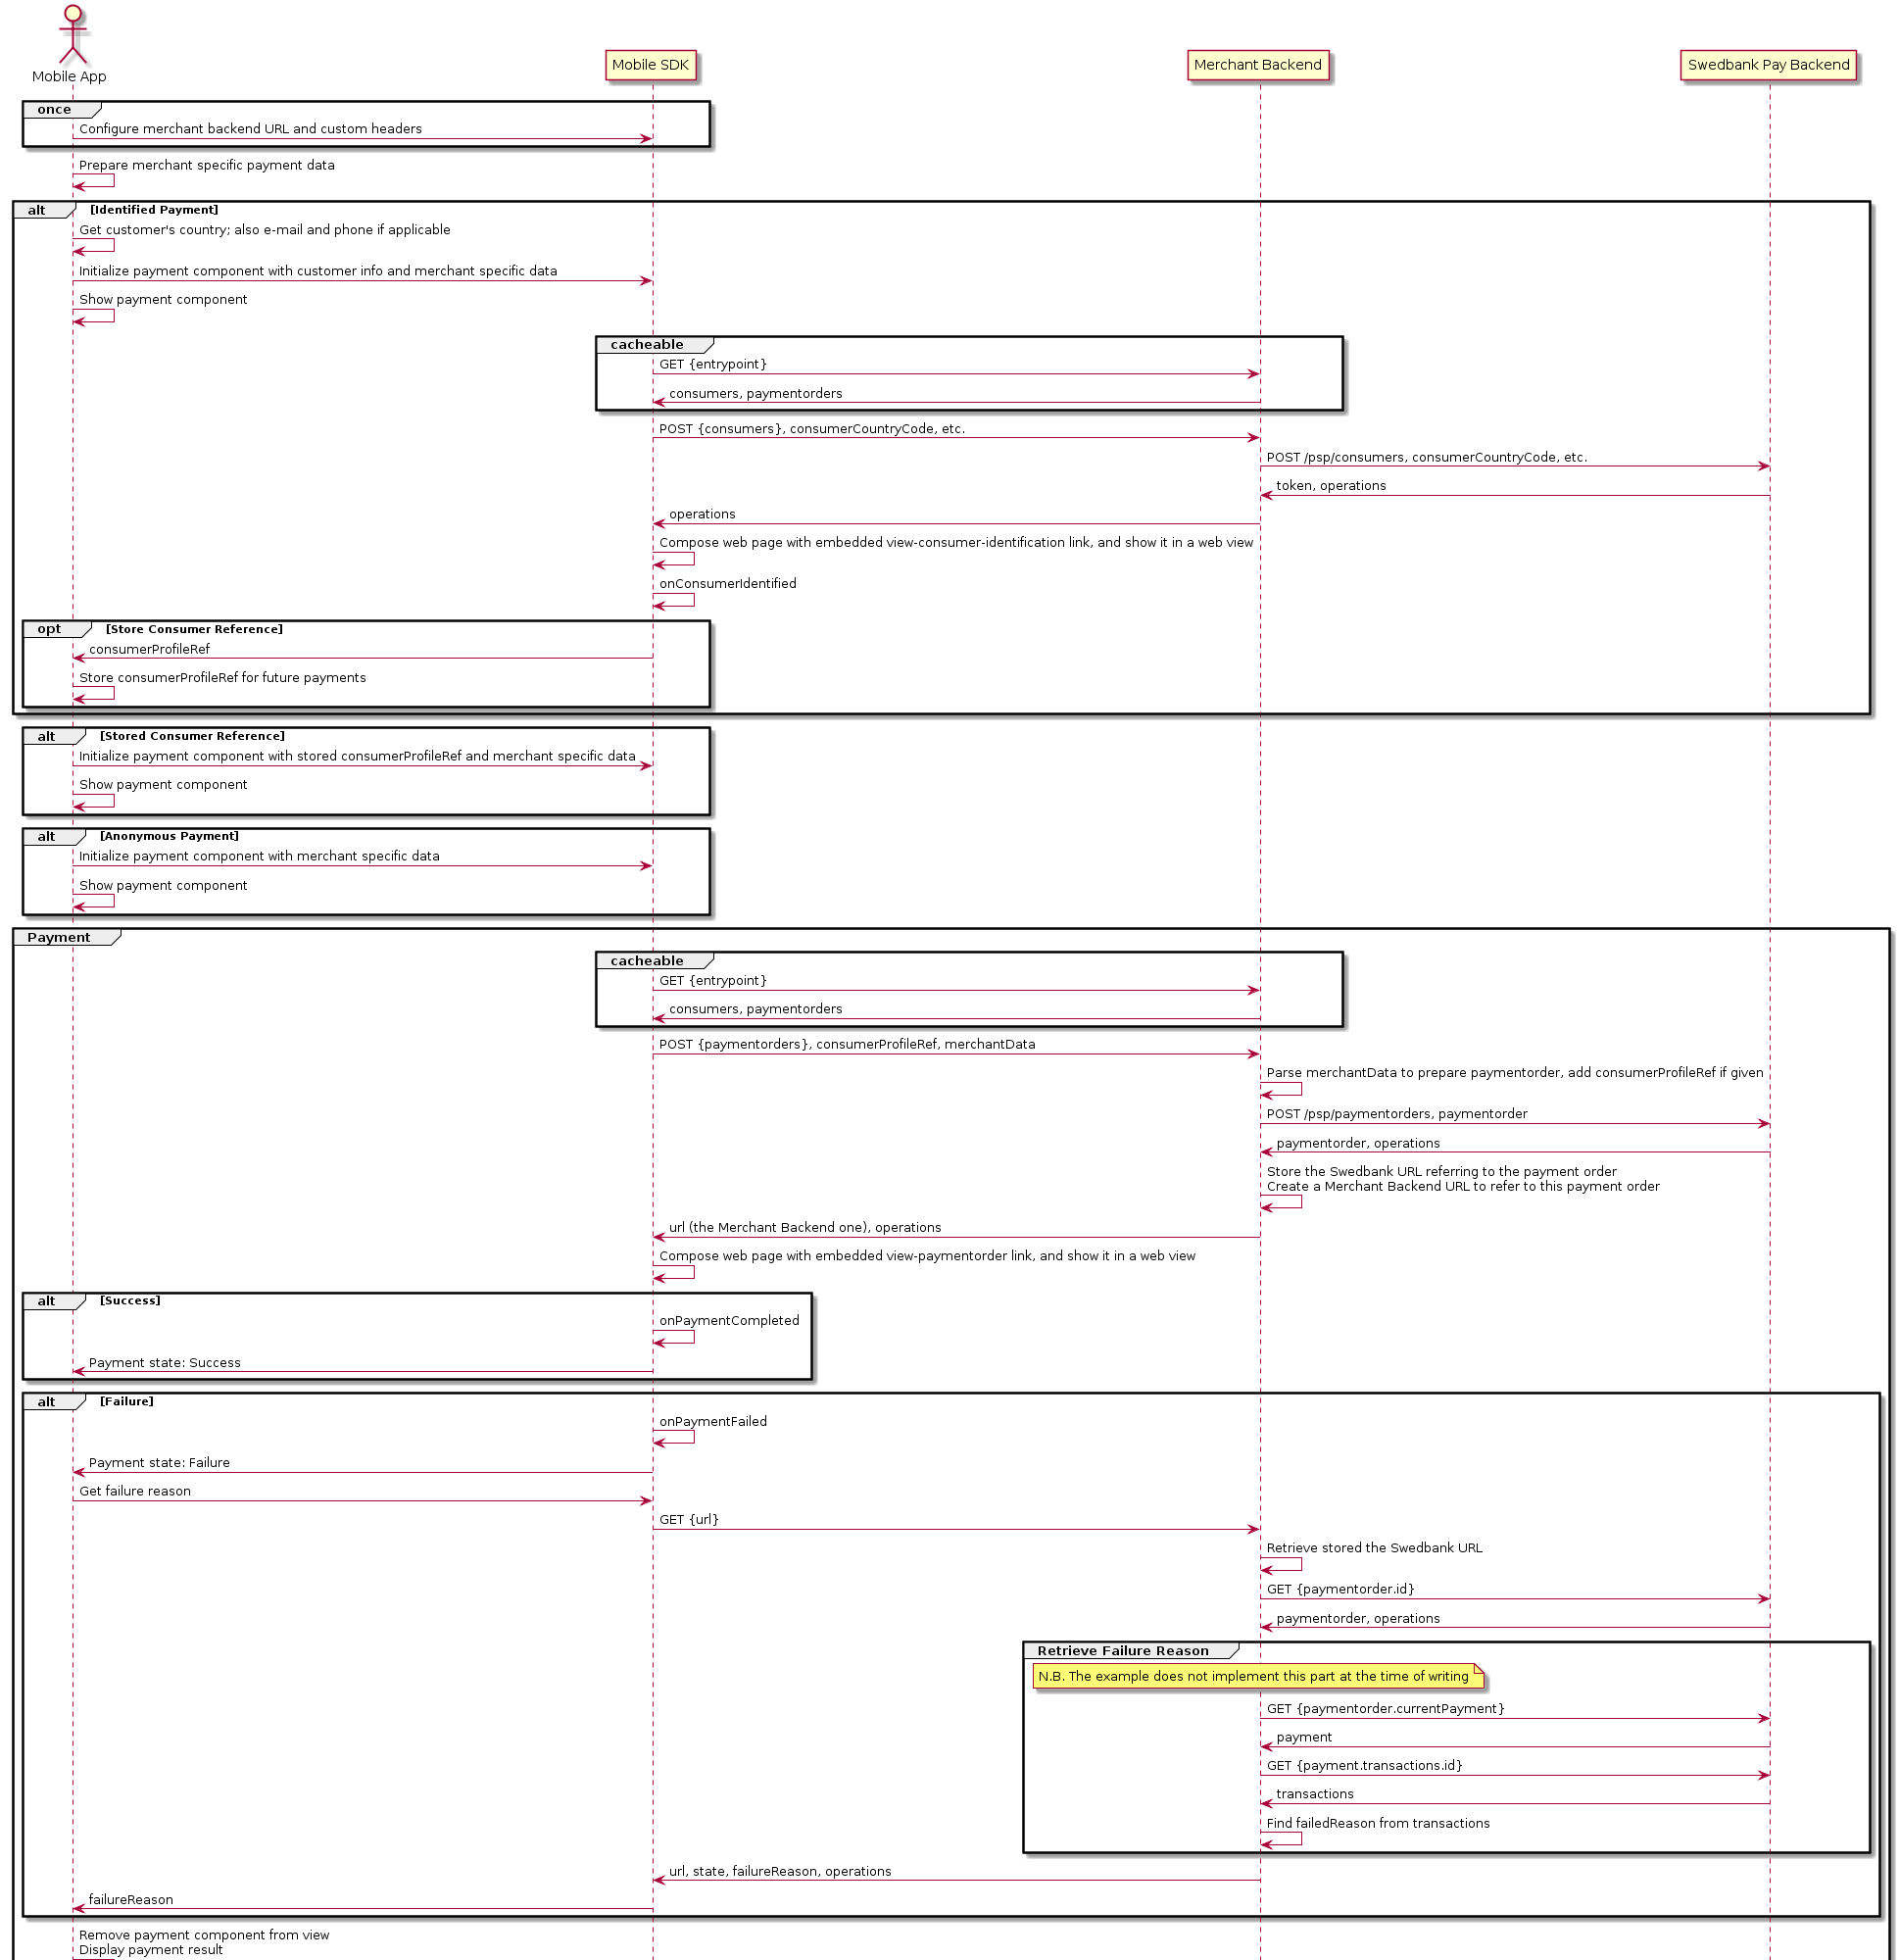 Mobile App
Mobile SDK
Merchant Backend
Swedbank Pay Backend
once
Configure merchant backend URL and custom headers
Prepare merchant specific payment data
alt [Identified Payment]
Get customer's country; also e-mail and phone if applicable
Initialize payment component with customer info and merchant specific data
Show payment component
cacheable
GET {entrypoint}
consumers, paymentorders
POST {consumers}, consumerCountryCode, etc.
POST /psp/consumers, consumerCountryCode, etc.
token, operations
operations
Compose web page with embedded view-consumer-identification link, and show it in a web view
onConsumerIdentified
opt [Store Consumer Reference]
consumerProfileRef
Store consumerProfileRef for future payments
alt [Stored Consumer Reference]
Initialize payment component with stored consumerProfileRef and merchant specific data
Show payment component
alt [Anonymous Payment]
Initialize payment component with merchant specific data
Show payment component
Payment
cacheable
GET {entrypoint}
consumers, paymentorders
POST {paymentorders}, consumerProfileRef, merchantData
Parse merchantData to prepare paymentorder, add consumerProfileRef if given
POST /psp/paymentorders, paymentorder
paymentorder, operations
Store the Swedbank URL referring to the payment order
Create a Merchant Backend URL to refer to this payment order
url (the Merchant Backend one), operations
Compose web page with embedded view-paymentorder link, and show it in a web view
alt [Success]
onPaymentCompleted
Payment state: Success
alt [Failure]
onPaymentFailed
Payment state: Failure
Get failure reason
GET {url}
Retrieve stored the Swedbank URL
GET {paymentorder.id}
paymentorder, operations
Retrieve Failure Reason
N.B. The example does not implement this part at the time of writing
GET {paymentorder.currentPayment}
payment
GET {payment.transactions.id}
transactions
Find failedReason from transactions
url, state, failureReason, operations
failureReason
Remove payment component from view
Display payment result